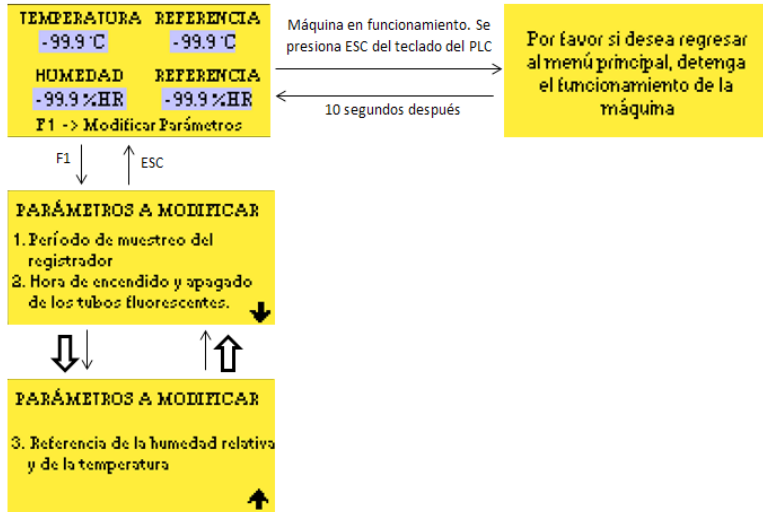 TEMPERATURA REFERENCIA
-99.9 °C -99.9 °C
HUMEDAD REFERENCIA
-99.9 %HR -99.9 %HR
F1 -> Modificar Parámetros
Máquina en funcionamiento. Se
presiona ESC del teclado del PLC
10 segundos después
Por favor si desea regresar
al menú principal, detenga
el funcionamiento de la
máquina
F1
ESC
PARÁMETROS A MODIFICAR
1. Período de muestreo del
registrador
2. Hora de encendido y apagado
de los tubos fluorescentes.
PARÁMETROS A MODIFICAR
3. Referencia de la humedad relativa
y de la temperatura